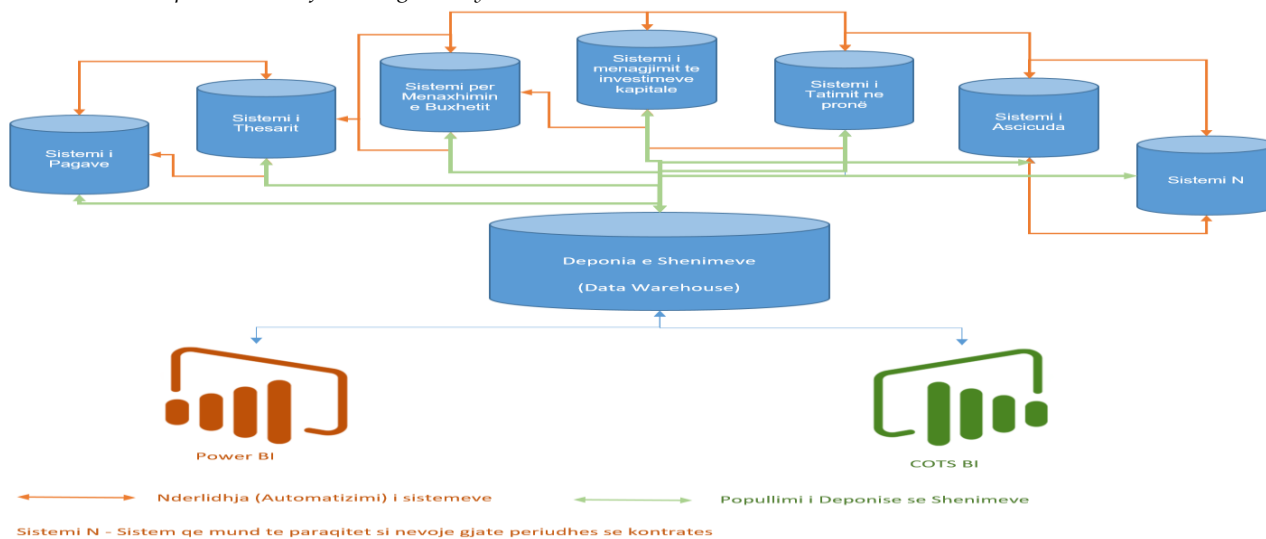 Sistemi i
Pagave
Sistemi i
Thesarit
Sistemi per
Menaxhimin
e Buxhetit
Sistemi i
menagjimit te
investimeve
kapitale
Sistemi i
Tatimit ne
pronë
Sistemi i
Ascicuda
Sistemi N
Deponia e Shenimeve
(Data Warehouse)
Power BI
COTS BI
Nderlidhja (Automatizimi) i sistemeve
Popullimi i Deponise se Shenimeve
Sistemi N - Sistem qe mund te paraqitet si nevoje gjate periudhes se kontrates